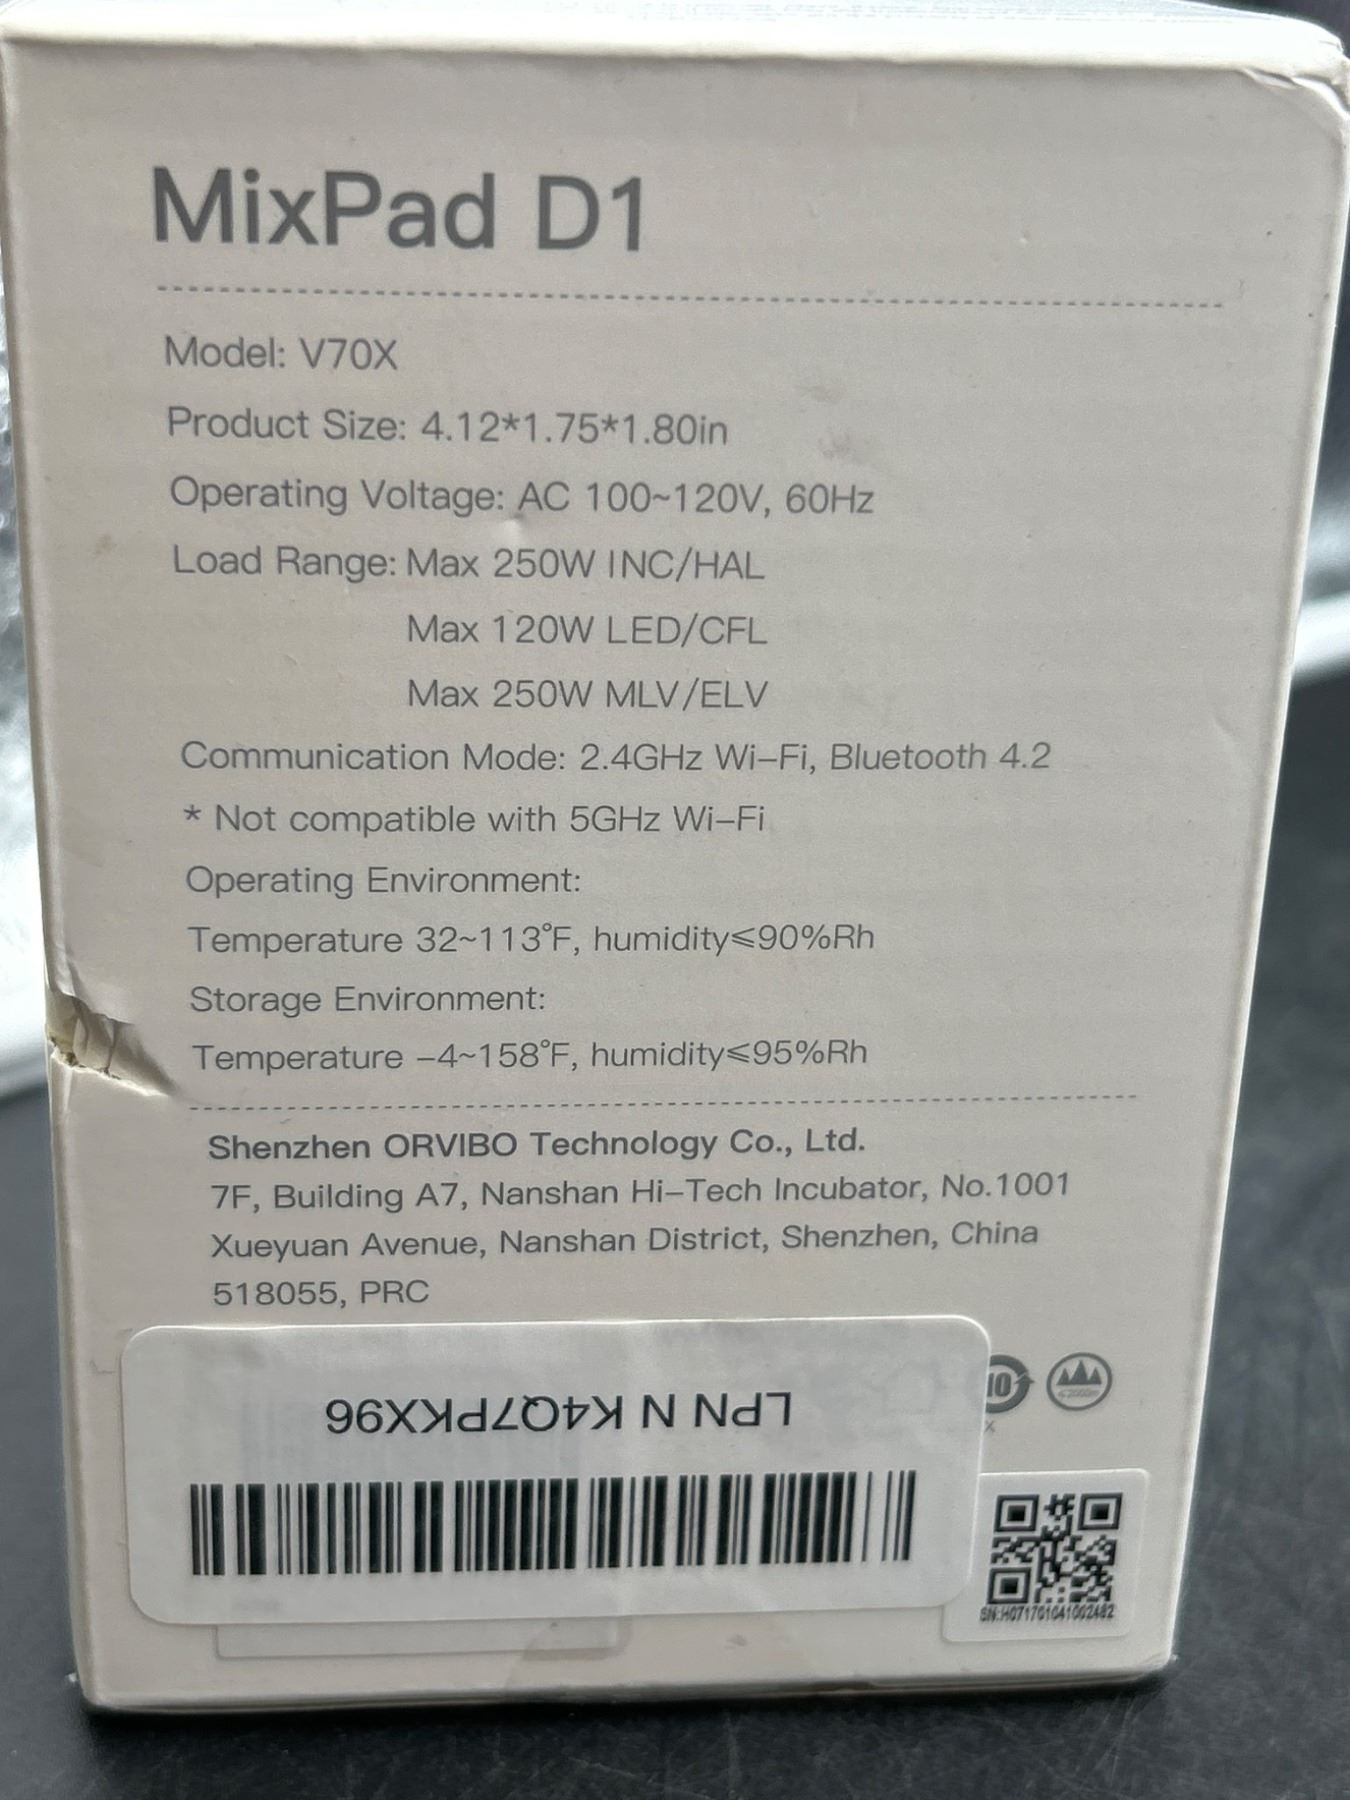 MixPad D1
Model: V70X
Product Size: 4.12*1.75*1.80in
Operating Voltage: AC 100~120V, 60Hz
Load Range: Max 250W INC/HAL
Max 120W LED/CFL
Max 250W MLV/ELV
Communication Mode: 2.4GHz Wi–Fi, Bluetooth 4.2
* Not compatible with 5GHz Wi–Fi
Operating Environment:
Temperature 32~113°F, humidity⩽90%Rh
Storage Environment:
Temperature –4~158°F, humidity⩽95%Rh
Shenzhen ORVIBO Technology Co., Ltd.
7F, Building A7, Nanshan Hi–Tech Incubator, No.1001
Xueyuan Avenue, Nanshan District, Shenzhen, China
518055, PRC
10
LPN N K4Q7PKX96
SN:H071701041002482